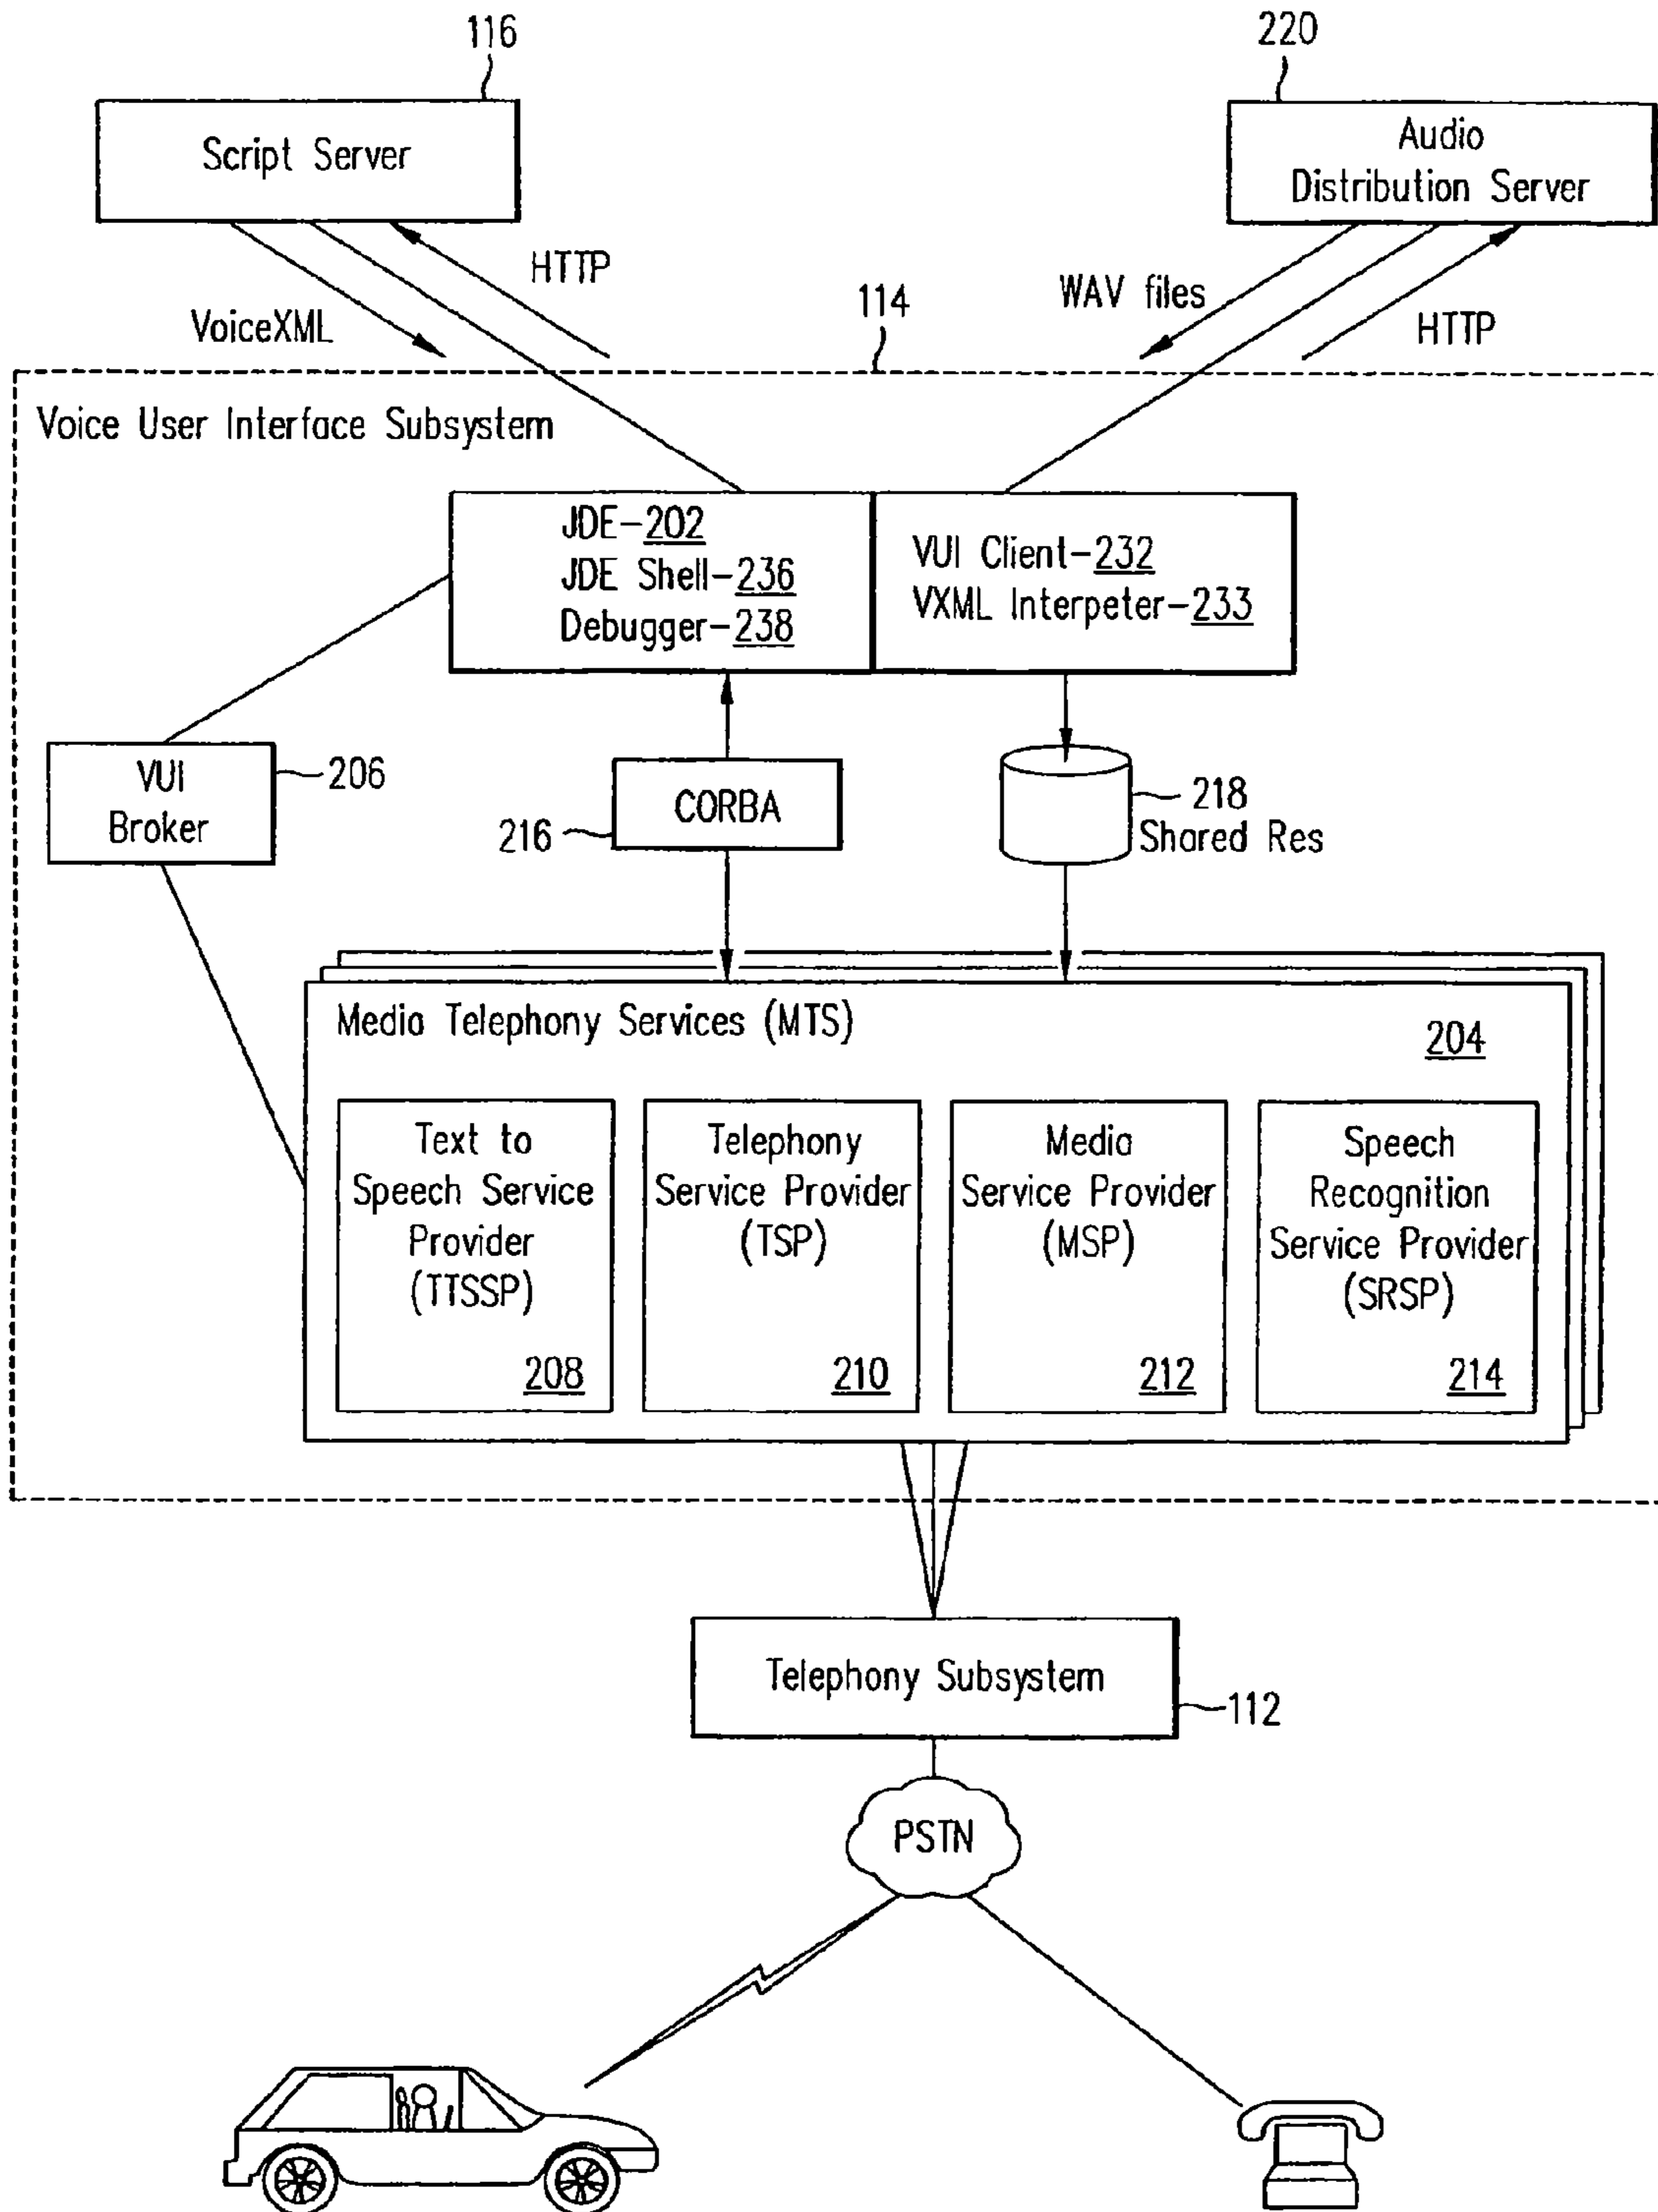 116
220
Script Server
Audio
Distribution Server
HTTP
VoiceXML
WAV files
HTTP
114
Voice User Interface Subsystem
JDE-202
JDE Shell-236
Debugger-238
VUI Client-232
VXML Interpeter-233
VUI
Broker
206
CORBA
216
218
Shared Res
Media Telephony Services (MTS)
204
Text to
Speech Service
Provider
(TTSSP)
208
Telephony
Service Provider
(TSP)
210
Media
Service Provider
(MSP)
212
Speech
Recognition
Service Provider
(SRSP)
214
Telephony Subsystem
112
PSTN